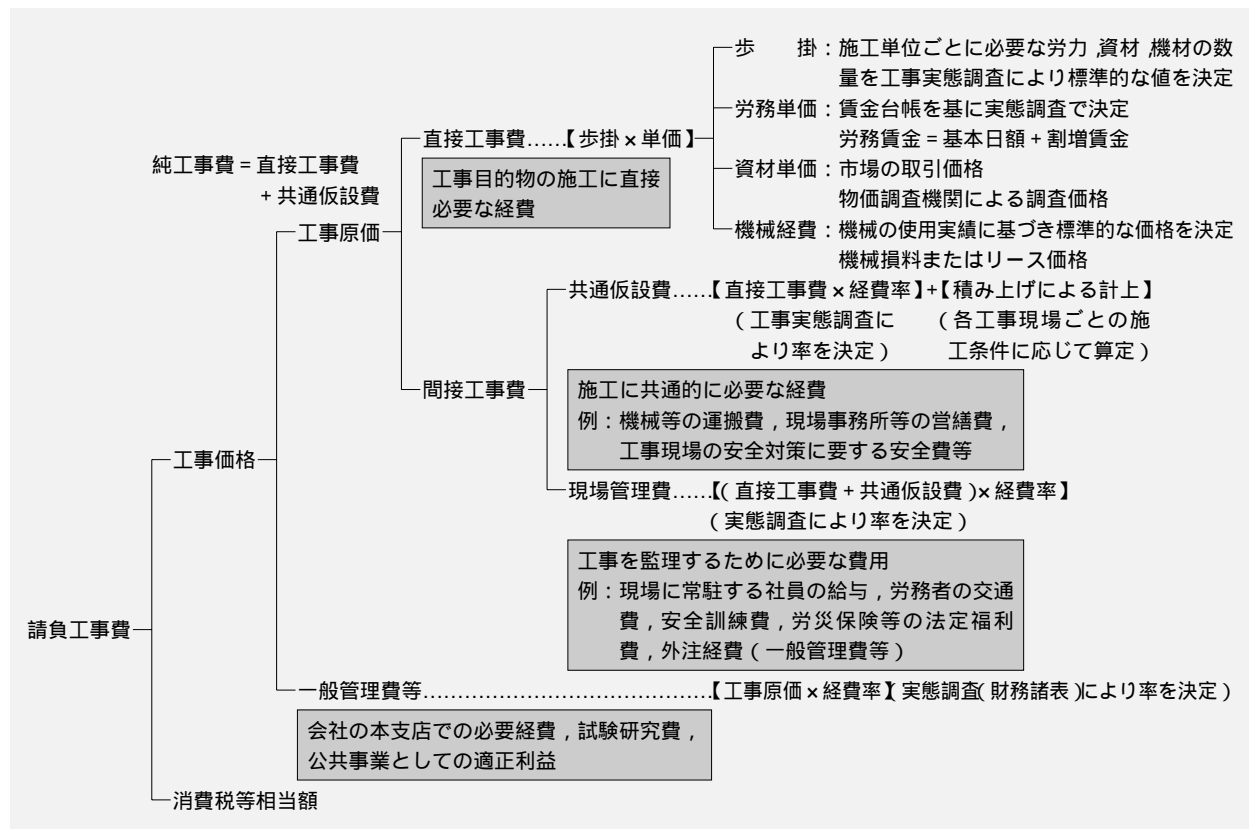 歩　　掛：施工単位ごとに必要な労力,資材,機材の数
量を工事実態調査により標準的な値を決定
労務単価：賃金台帳を基に実態調査で決定
労務賃金＝基本日額＋割増賃金
直接工事費……【歩掛×単価】
純工事費＝直接工事費
＋共通仮設費
工事目的物の施工に直接
必要な経費
資材単価：市場の取引価格
物価調査機関による調査価格
工事原価
機械経費：機械の使用実績に基づき標準的な価格を決定
機械損料またはリース価格
共通仮設費……【直接工事費×経費率】+【積み上げによる計上】
（工事実態調査に　（各工事現場ごとの施
より率を決定）　工条件に応じて算定）
間接工事費
施工に共通的に必要な経費
例：機械等の運搬費，現場事務所等の営繕費，
工事現場の安全対策に要する安全費等
工事価格
現場管理費……【（直接工事費＋共通仮設費）×経費率】
（実態調査により率を決定）
工事を監理するために必要な費用
例：現場に常駐する社員の給与，労務者の交通
費，安全訓練費，労災保険等の法定福利
費，外注経費（一般管理費等）
請負工事費
一般管理費等……………………………………【工事原価×経費率】（実態調査（財務諸表）により率を決定）
会社の本支店での必要経費，試験研究費，
公共事業としての適正利益
消費税等相当額